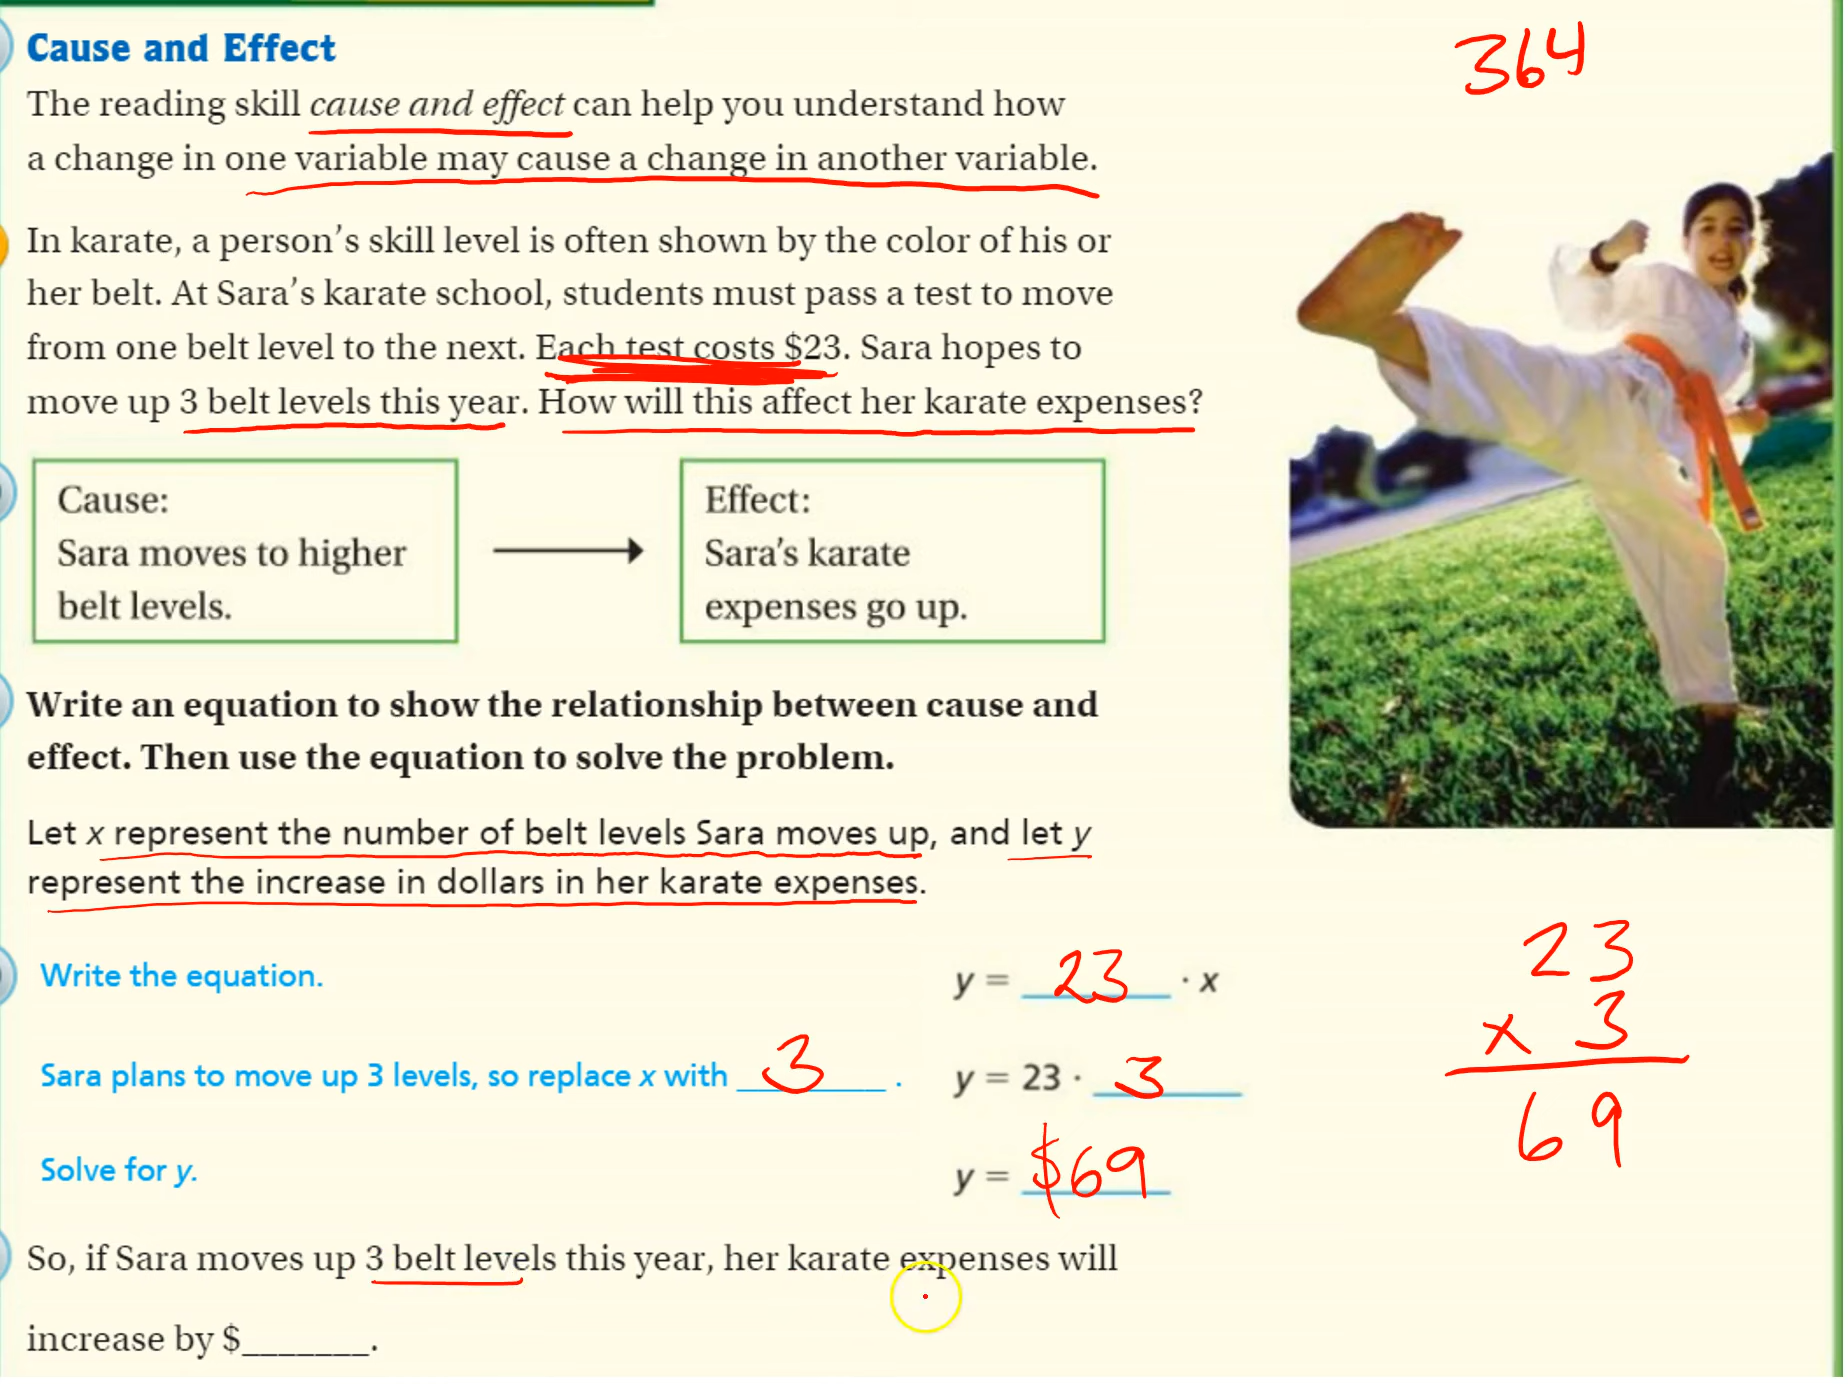 Cause and Effect
364
The reading skill cause and effect can help you understand how
a change in one variable may cause a change in another variable.
In karate, a person's skill level is often shown by the color of his or
her belt. At Sara's karate school, students must pass a test to move
from one belt level to the next. Each test costs $23. Sara hopes to
move up 3 belt levels this year. How will this affect her karate expenses?
Cause:
Sara moves to higher
belt levels.
Effect:
Sara's karate
expenses go up.
Write an equation to show the relationship between cause and
effect. Then use the equation to solve the problem.
Let x represent the number of belt levels Sara moves up, and let y
represent the increase in dollars in her karate expenses.
Write the equation. y = 23 · x
Sara plans to move up 3 levels, so replace x with 3 . y = 23 · 3
Solve for y. y = $69
23
x 3
69
So, if Sara moves up 3 belt levels this year, her karate expenses will
increase by $_______.